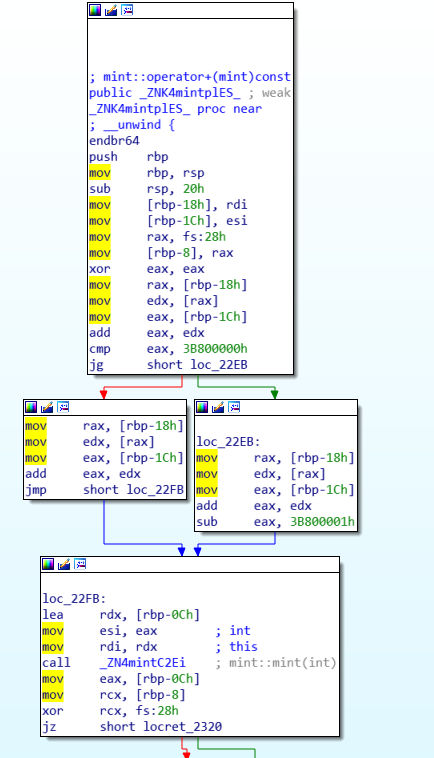 ; mint::operator+(mint)const
public _ZNK4mintplES_ ; weak
_ZNK4mintplES_ proc near
; __unwind {
endbr64
push rbp
mov rbp, rsp
sub rsp, 20h
mov [rbp-18h], rdi
mov [rbp-1Ch], esi
mov rax, fs:28h
mov [rbp-8], rax
xor eax, eax
mov rax, [rbp-18h]
mov edx, [rax]
mov eax, [rbp-1Ch]
add eax, edx
cmp eax, 3B800000h
jg short loc_22EB
mov rax, [rbp-18h]
mov edx, [rax]
mov eax, [rbp-1Ch]
add eax, edx
jmp short loc_22FB
loc_22EB:
mov rax, [rbp-18h]
mov edx, [rax]
mov eax, [rbp-1Ch]
add eax, edx
sub eax, 3B800001h
loc_22FB:
lea rdx, [rbp-0Ch]
mov esi, eax ; int
mov rdi, rdx ; this
call _ZN4mintC2Ei ; mint::mint(int)
mov eax, [rbp-0Ch]
mov rcx, [rbp-8]
xor rcx, fs:28h
jz short locret_2320